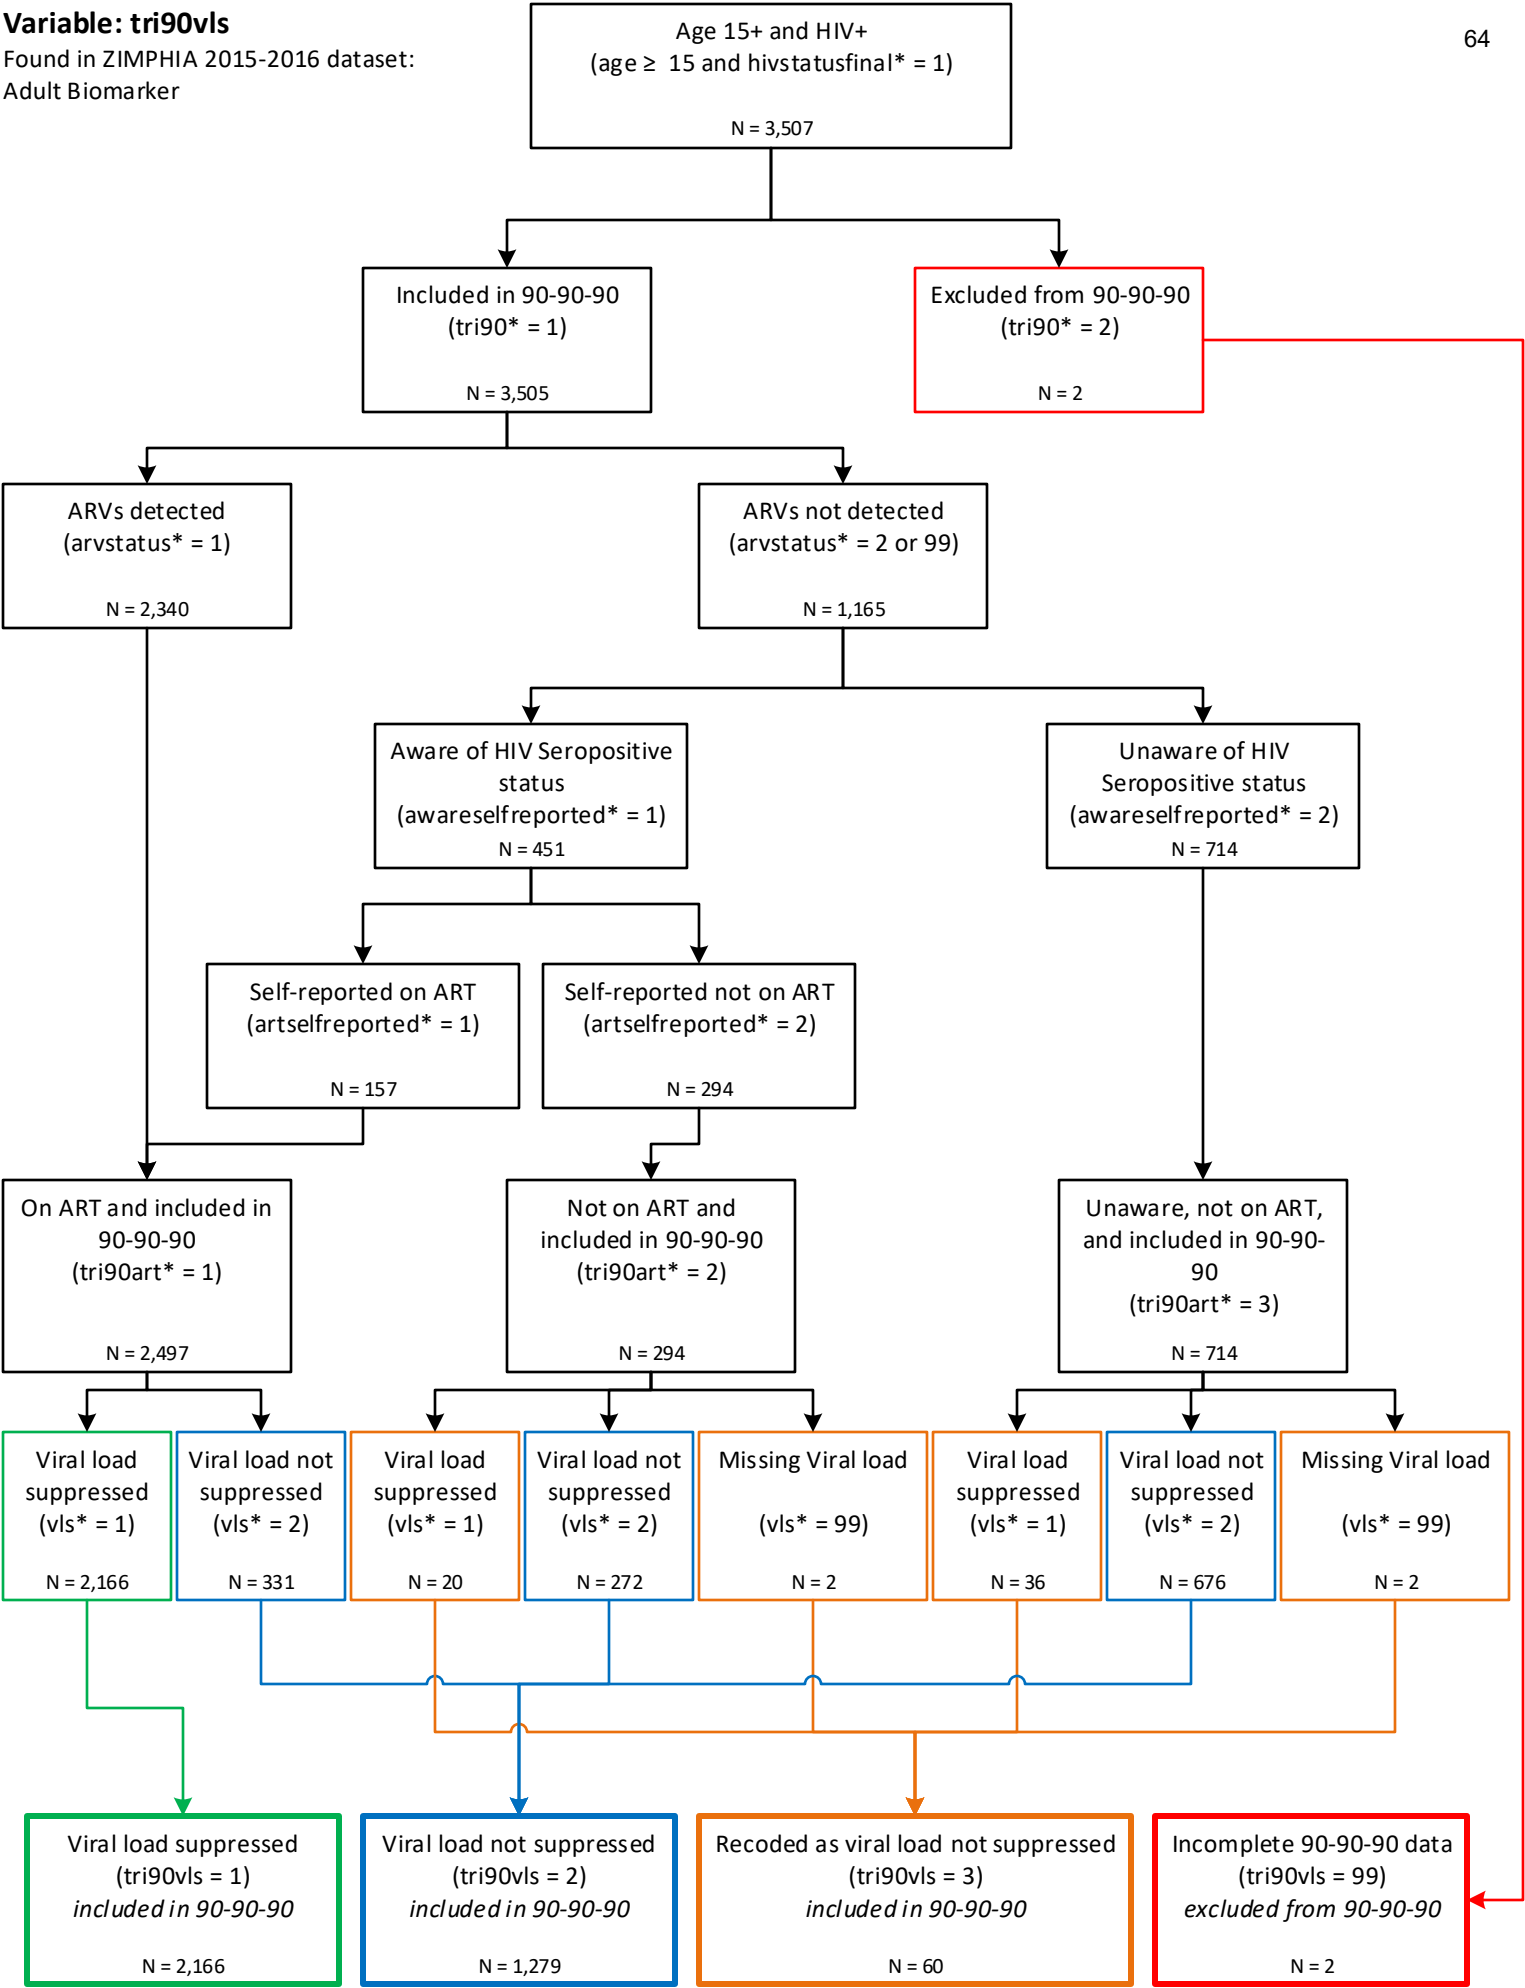 Variable: tri90vls
Found in ZIMPHIA 2015-2016 dataset:
Adult Biomarker
64
Age 15+ and HIV+
(age ≥ 15 and hivstatusfinal* = 1)
N = 3,507
Included in 90-90-90
(tri90* = 1)
N = 3,505
Excluded from 90-90-90
(tri90* = 2)
N = 2
ARVs detected
(arvstatus* = 1)
N = 2,340
ARVs not detected
(arvstatus* = 2 or 99)
N = 1,165
Aware of HIV Seropositive
status
(awareselfreported* = 1)
N = 451
Unaware of HIV
Seropositive status
(awareselfreported* = 2)
N = 714
Self-reported on ART
(artselfreported* = 1)
N = 157
Self-reported not on ART
(artselfreported* = 2)
N = 294
On ART and included in
90-90-90
(tri90art* = 1)
N = 2,497
Not on ART and
included in 90-90-90
(tri90art* = 2)
N = 294
Unaware, not on ART,
and included in 90-90-
90
(tri90art* = 3)
N = 714
Viral load
suppressed
(vls* = 1)
N = 2,166
Viral load not
suppressed
(vls* = 2)
N = 331
Viral load
suppressed
(vls* = 1)
N = 20
Viral load not
suppressed
(vls* = 2)
N = 272
Missing Viral load
(vls* = 99)
N = 2
Viral load
suppressed
(vls* = 1)
N = 36
Viral load not
suppressed
(vls* = 2)
N = 676
Missing Viral load
(vls* = 99)
N = 2
Viral load suppressed
(tri90vls = 1)
included in 90-90-90
N = 2,166
Viral load not suppressed
(tri90vls = 2)
included in 90-90-90
N = 1,279
Recoded as viral load not suppressed
(tri90vls = 3)
included in 90-90-90
N = 60
Incomplete 90-90-90 data
(tri90vls = 99)
excluded from 90-90-90
N = 2